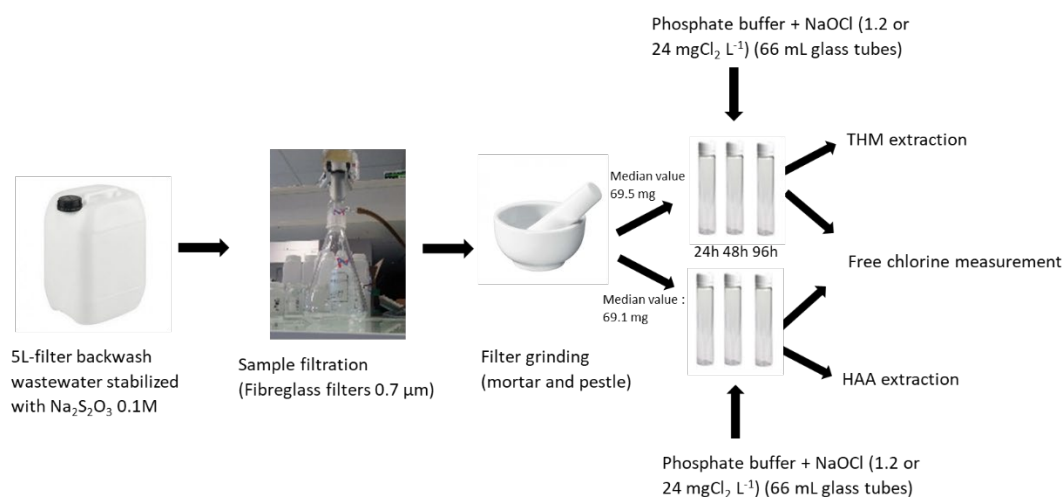 Phosphate buffer + NaOCl (1.2 or
24 mgCl₂ L⁻¹) (66 mL glass tubes)
THM extraction
Median value
69.5 mg
24h 48h 96h
Free chlorine measurement
Median value :
69.1 mg
5L-filter backwash
wastewater stabilized
with Na₂S₂O₃ 0.1M
Sample filtration
(Fibreglass filters 0.7 µm)
Filter grinding
(mortar and pestle)
HAA extraction
Phosphate buffer + NaOCl (1.2 or
24 mgCl₂ L⁻¹) (66 mL glass tubes)